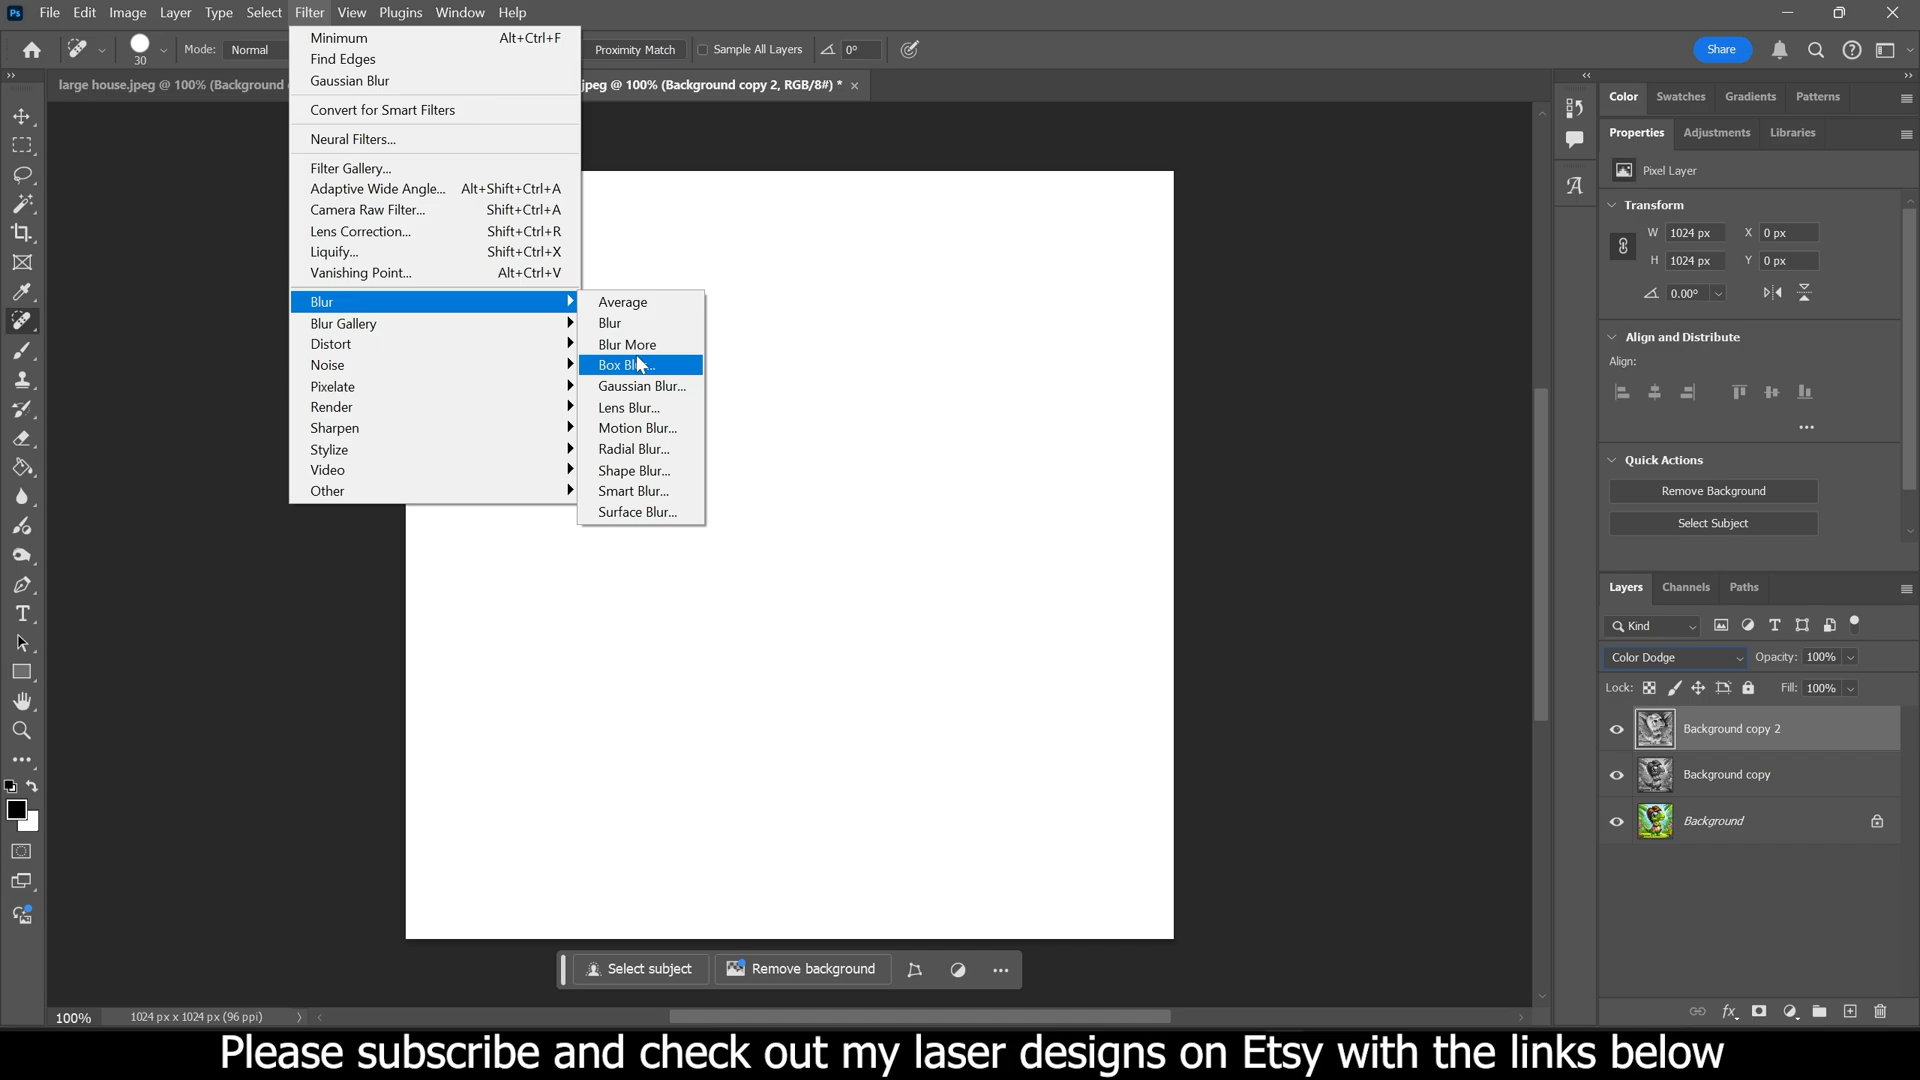 Ps File Edit Image Layer Type Select Filter View Plugins Window Help
30 Mode: Normal Proximity Match Sample All Layers 0° Share
large house.jpeg @ 100% (Background jpeg @ 100% (Background copy 2, RGB/8#) *
Minimum Alt+Ctrl+F
Find Edges
Gaussian Blur
Convert for Smart Filters
Neural Filters...
Filter Gallery...
Adaptive Wide Angle... Alt+Shift+Ctrl+A
Camera Raw Filter... Shift+Ctrl+A
Lens Correction... Shift+Ctrl+R
Liquify... Shift+Ctrl+X
Vanishing Point... Alt+Ctrl+V
Blur
Blur Gallery
Distort
Noise
Pixelate
Render
Sharpen
Stylize
Video
Other
Average
Blur
Blur More
Box Blur...
Gaussian Blur...
Lens Blur...
Motion Blur...
Radial Blur...
Shape Blur...
Smart Blur...
Surface Blur...
Color Swatches Gradients Patterns
Properties Adjustments Libraries
Pixel Layer
Transform
W 1024 px X 0 px
H 1024 px Y 0 px
0.00°
Align and Distribute
Align:
Quick Actions
Remove Background
Select Subject
Layers Channels Paths
Kind
Color Dodge Opacity: 100%
Lock: Fill: 100%
Background copy 2
Background copy
Background
fx
Select subject Remove background
100% 1024 px x 1024 px (96 ppi)
Please subscribe and check out my laser designs on Etsy with the links below